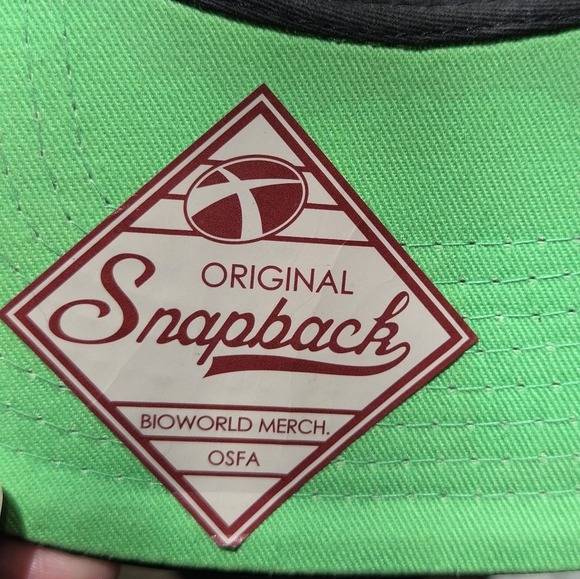 ORIGINAL
Snapback
BIOWORLD MERCH.
OSFA